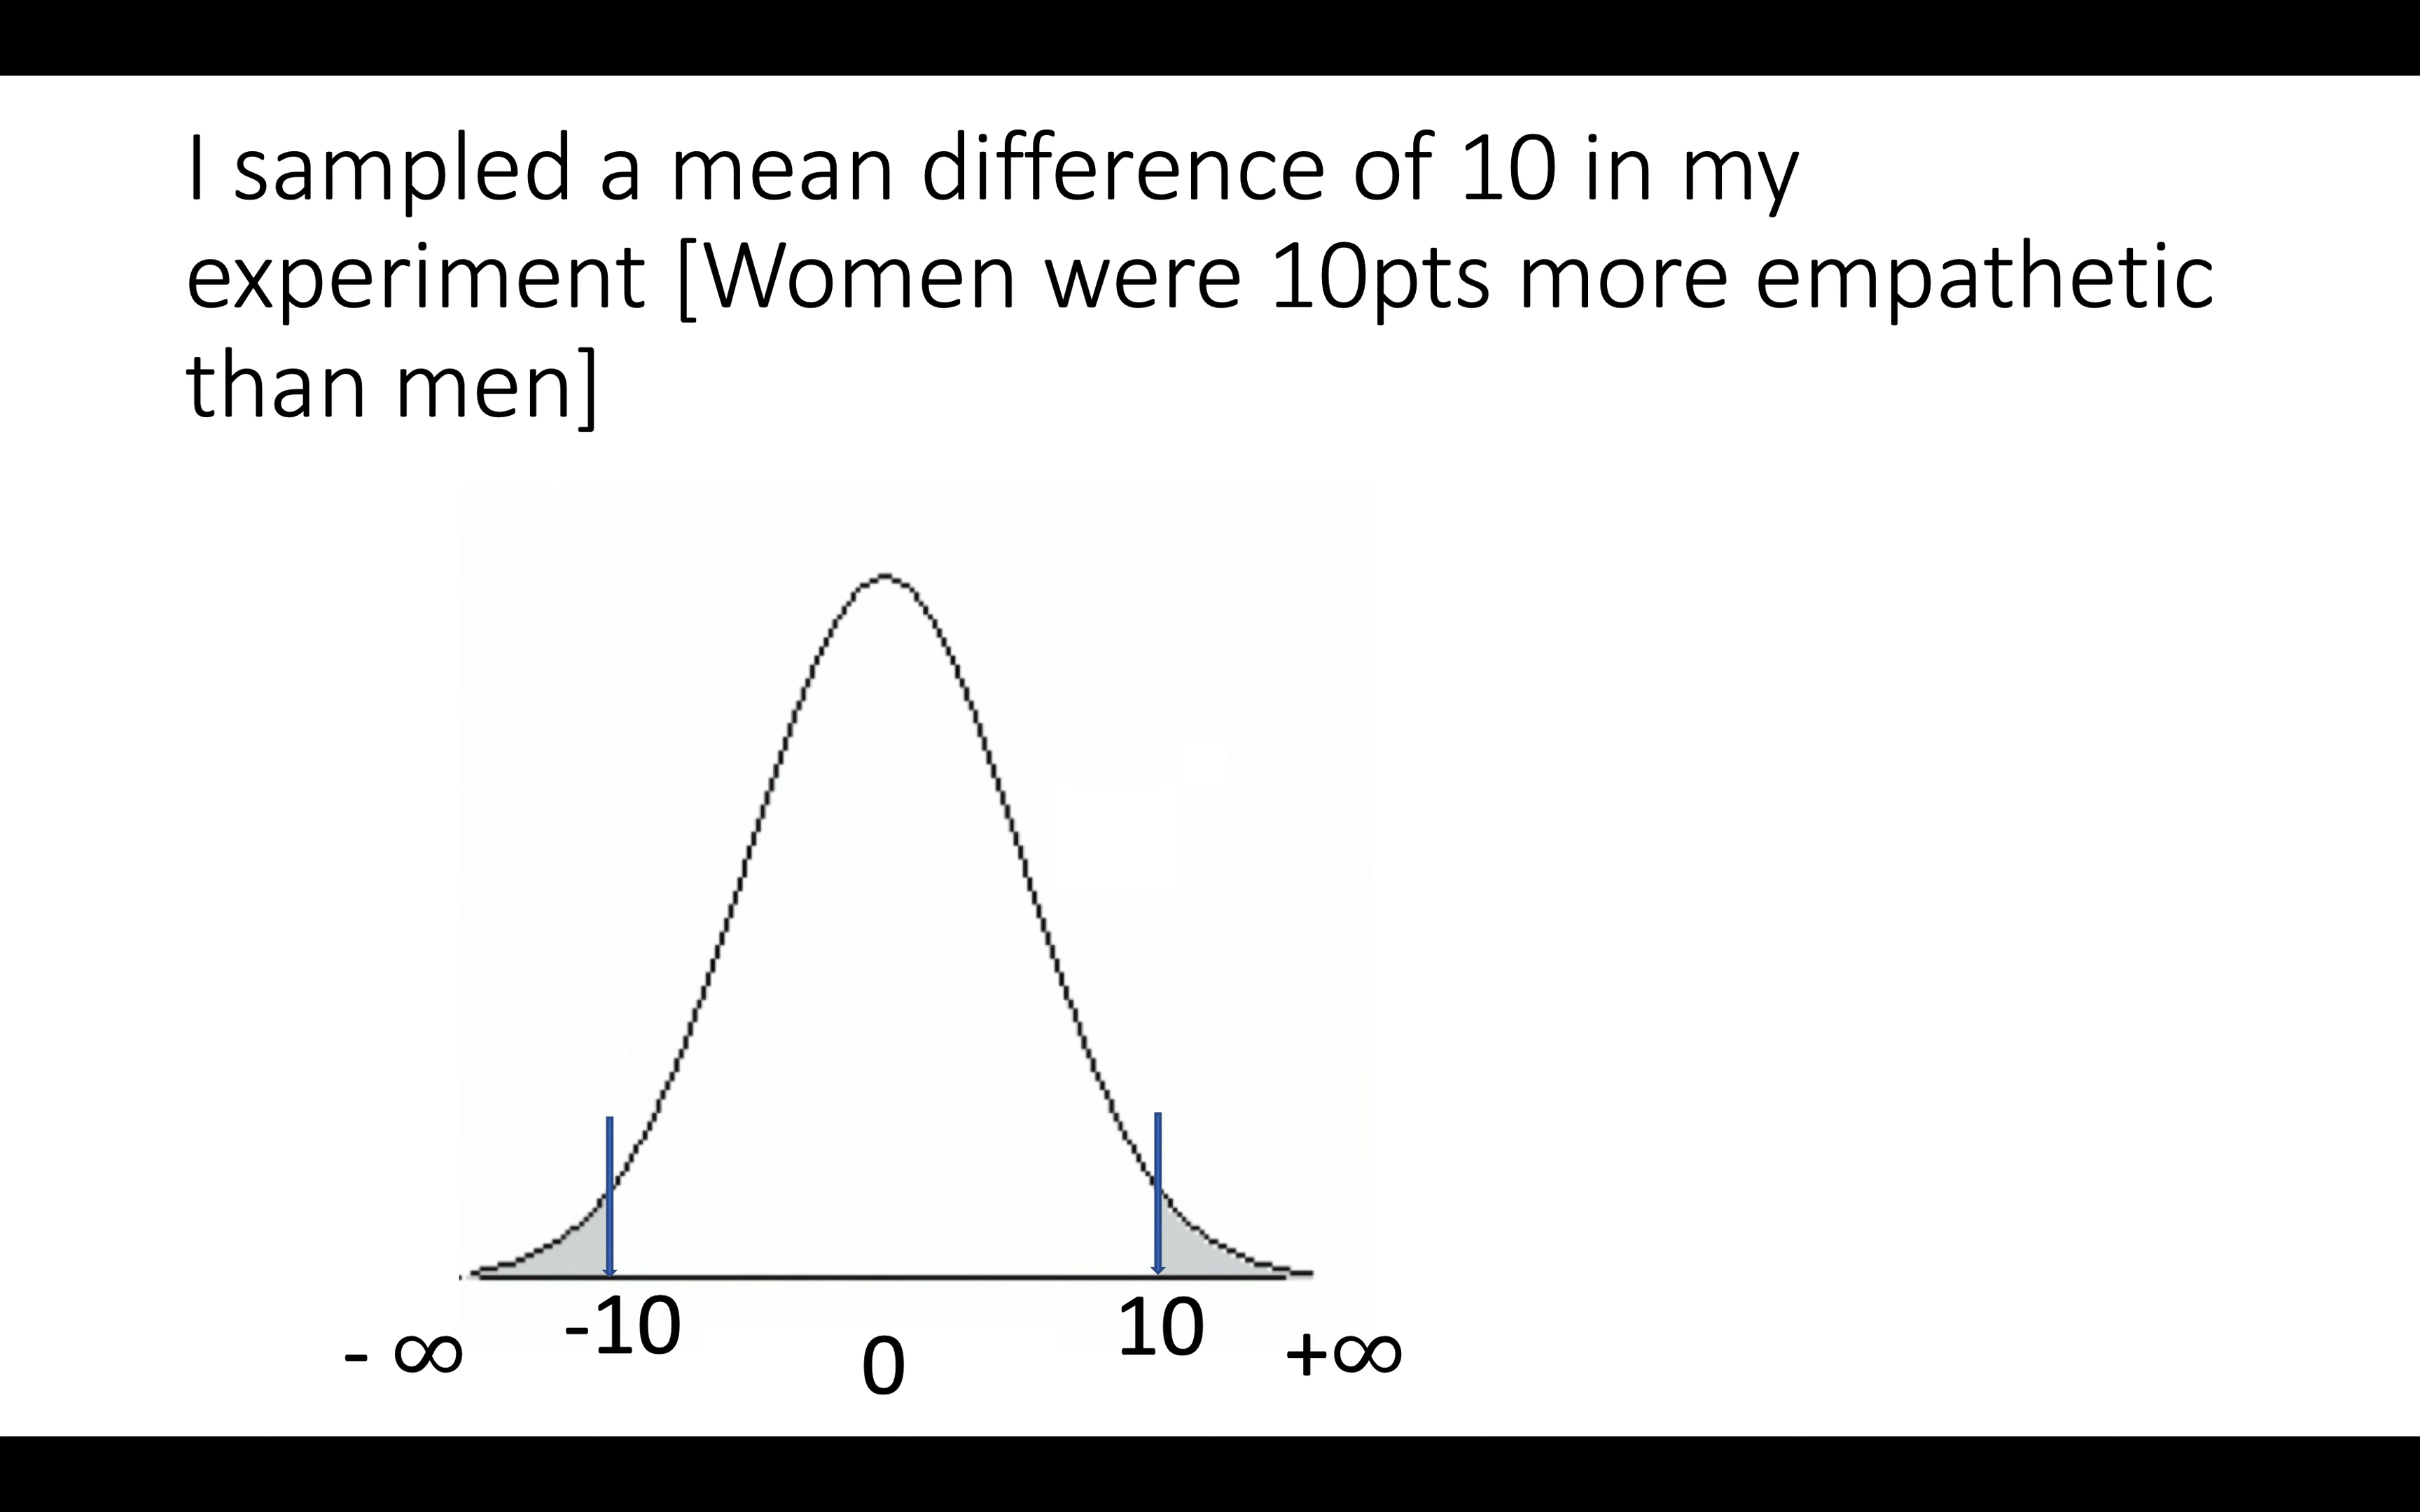 I sampled a mean difference of 10 in my
experiment [Women were 10pts more empathetic
than men]
-10
10
- ∞
0
+∞